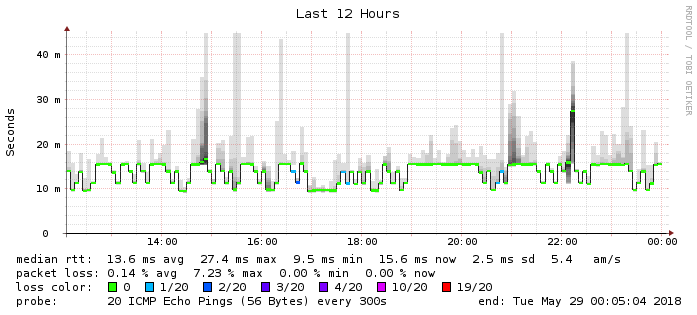 Last 12 Hours
RRDTOOL / TOBI OETIKER
Seconds
40 m
30 m
20 m
10 m
0
14:00 16:00 18:00 20:00 22:00 00:00
median rtt: 13.6 ms avg 27.4 ms max 9.5 ms min 15.6 ms now 2.5 ms sd 5.4 am/s
packet loss: 0.14 % avg 7.23 % max 0.00 % min 0.00 % now
loss color: 0 1/20 2/20 3/20 4/20 10/20 19/20
probe: 20 ICMP Echo Pings (56 Bytes) every 300s end: Tue May 29 00:05:04 2018